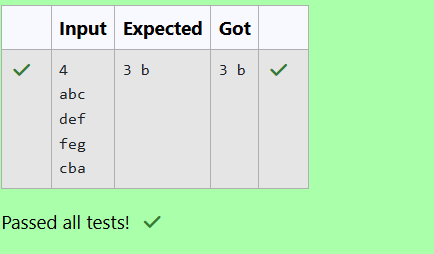 Input Expected Got
4 3 b 3 b
abc
def
feg
cba
Passed all tests!